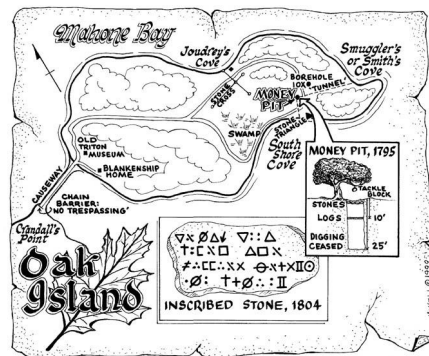 Mahone Bay
Joudrey's
Cove
Smuggler's
or Smith's
Cove
BOREHOLE
10X
'TUNNEL'
MONEY
PIT
STONE
CROSS
STONE
TRIANGLE
SWAMP
South
Shore
Cove
OLD
TRITON
MUSEUM
BLANKENSHIP
HOME
CAUSEWAY
CHAIN
BARRIER:
'NO TRESPASSING'
Crandall's
Point
Oak
Island
MONEY PIT, 1795
TACKLE
BLOCK
STONES
LOGS
10'
DIGGING
CEASED
25'
INSCRIBED STONE, 1804